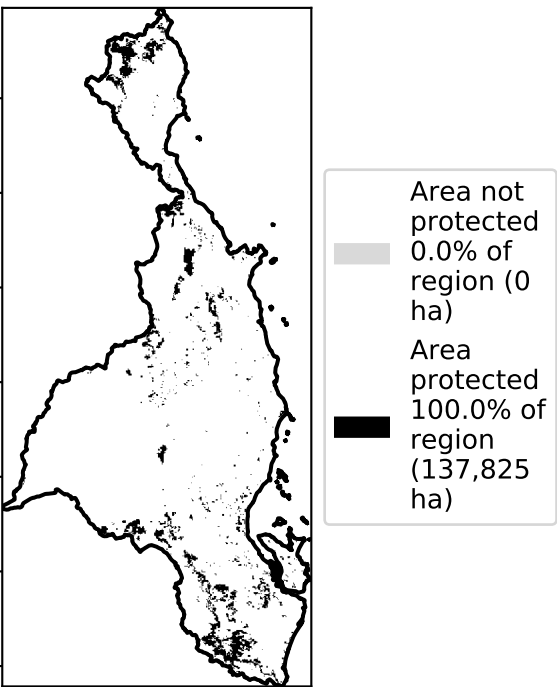 Area not
protected
0.0% of
region (0
ha)
Area
protected
100.0% of
region
(137,825
ha)